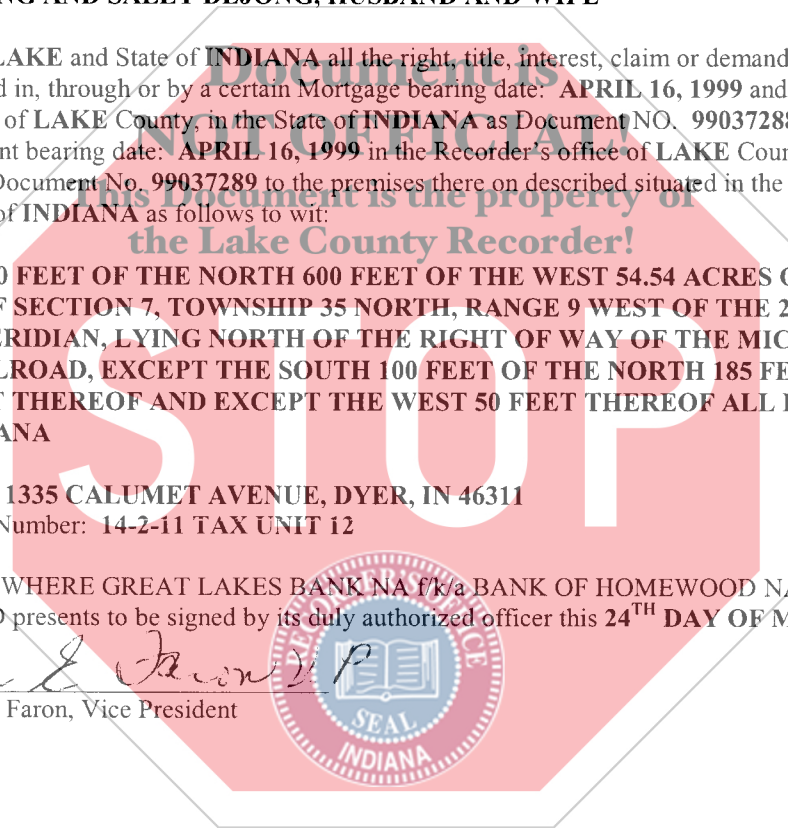 NG AND SALLY DEJONG, HUSBAND AND WIFE
LAKE and State of INDIANA all the right, title, interest, claim or demand
d in, through or by a certain Mortgage bearing date: APRIL 16, 1999 and
of LAKE County, in the State of INDIANA as Document NO. 99037288
nt bearing date: APRIL 16, 1999 in the Recorder's office of LAKE Coun
Document No. 99037289 to the premises there on described situated in the
of INDIANA as follows to wit:
Document is
NOT OFFICIAL!
This Document is the property of
the Lake County Recorder!
0 FEET OF THE NORTH 600 FEET OF THE WEST 54.54 ACRES O
F SECTION 7, TOWNSHIP 35 NORTH, RANGE 9 WEST OF THE 2
ERIDIAN, LYING NORTH OF THE RIGHT OF WAY OF THE MIC
LROAD, EXCEPT THE SOUTH 100 FEET OF THE NORTH 185 FE
T THEREOF AND EXCEPT THE WEST 50 FEET THEREOF ALL I
ANA
STOP
1335 CALUMET AVENUE, DYER, IN 46311
Number: 14-2-11 TAX UNIT 12
WHERE GREAT LAKES BANK NA f/k/a BANK OF HOMEWOOD NA
presents to be signed by its duly authorized officer this 24TH DAY OF M
E Faron VP
Faron, Vice President
RECORDER'S OFFICE
SEAL
INDIANA